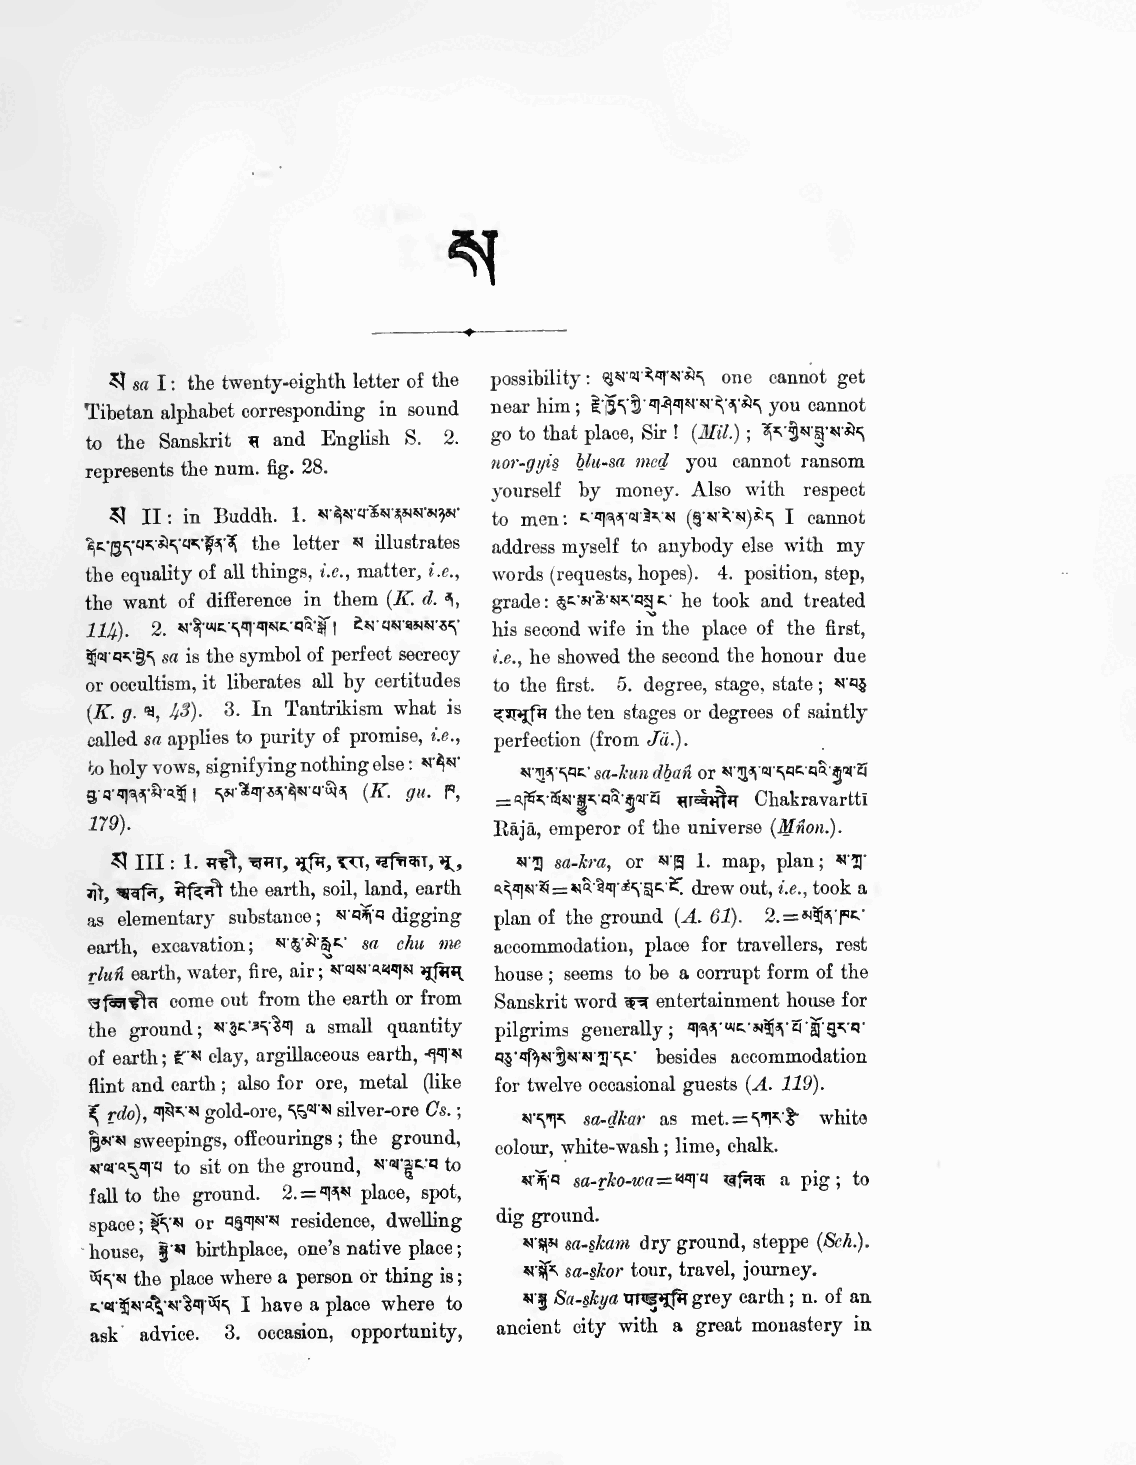 ས
ས sa I: the twenty-eighth letter of the
Tibetan alphabet corresponding in sound
to the Sanskrit स and English S. 2.
represents the num. fig. 28.
ས II: in Buddh. 1. ས་ནི་ཆོས་རྣམས་མཉམ་
the letter ས illustrates
the equality of all things, i.e., matter, i.e.,
the want of difference in them (K. d. ན,
114). 2. ས་ནི་ཡང་དག་གསང་བའི་སྒོ། ངེས་པས་ཐམས་ཅད་
གྲོལ་བར་བྱེད sa is the symbol of perfect secrecy
or occultism, it liberates all by certitudes
(K. g. 43). 3. In Tantrikism what is
called sa applies to purity of promise, i.e.,
to holy vows, signifying nothing else: ས་ཞེས་
བྱ་བ་གཞན་མི་འགྲོ། དམ་ཚིག་ཅན་ཞེས་པ་ཡིན (K. gu. ཁ,
179).
ས III: 1. मही, क्ष्मा, भूमि, इरा, मृत्तिका, भू,
गो, अवनि, मेदिनी the earth, soil, land, earth
as elementary substance; ས་བརྐོ་བ digging
earth, excavation; ས་ཆུ་མེ་རླུང་ sa chu me
rluń earth, water, fire, air; ས་ལས་འཕགས भूमिम्
come out from the earth or from
the ground; ས་ཅུང་ཟད་ཅིག a small quantity
of earth; རྫ་ས clay, argillaceous earth,
flint and earth; also for ore, metal (like
རྡོ rdo), གསེར་ས gold-ore, དངུལ་ས silver-ore Cs.;
ཁྱིམ་ས sweepings, offcourings; the ground,
ས་ལ་འདུག་པ to sit on the ground, ས་ལ་ལྷུང་བ to
fall to the ground. 2.=གནས place, spot,
space; སྡོད་ས or བཞུགས་ས residence, dwelling
house, སྐྱེ་ས birthplace, one's native place;
ཡོད་ས the place where a person or thing is;
ང་ལ་གྲོས་འདྲི་ས་ཅིག་ཡོད I have a place where to
ask advice. 3. occasion, opportunity,
possibility: ལུས་ལ་རེག་ས་མེད one cannot get
near him; རྗེ་ཁྱོད་ཀྱི་གཤེགས་ས་དེ་ན་མེད you cannot
go to that place, Sir! (Mil.); ནོར་གྱིས་བླུ་ས་མེད
nor-gyis blu-sa med you cannot ransom
yourself by money. Also with respect
to men: ང་གཞན་ལ་ཟེར་ས (ཞུ་ས་རེ་ས)མེད I cannot
address myself to anybody else with my
words (requests, hopes). 4. position, step,
grade: ཆུང་མ་ཆེ་སར་བསྲུང་ he took and treated
his second wife in the place of the first,
i.e., he showed the second the honour due
to the first. 5. degree, stage, state; ས་བཅུ
दशभूमि the ten stages or degrees of saintly
perfection (from Jä.).
ས་ཀུན་དབང་ sa-kun dbań or ས་ཀུན་ལ་དབང་བའི་རྒྱལ་པོ
=འཁོར་ལོས་སྒྱུར་བའི་རྒྱལ་པོ सार्व्वभौम Chakravarttī
Rājā, emperor of the universe (Mńon.).
ས་ཀྲ sa-kra, or ས་ཁྲ 1. map, plan; ས་ཀྲ་
drew out, i.e., took a
plan of the ground (A. 61). 2.=མགྲོན་ཁང་
accommodation, place for travellers, rest
house; seems to be a corrupt form of the
Sanskrit word entertainment house for
pilgrims generally; གཞན་ཡང་མགྲོན་པོ་གློ་བུར་བ་
བཅུ་གཉིས་ཀྱིས་ས་ཀྲ་དང་ besides accommodation
for twelve occasional guests (A. 119).
ས་དཀར sa-dkar as met.=དཀར་རྩི white
colour, white-wash; lime, chalk.
ས་རྐོ་བ sa-rko-wa=ཕག་པ खनिक a pig; to
dig ground.
ས་སྐམ sa-skam dry ground, steppe (Sch.).
ས་སྐོར sa-skor tour, travel, journey.
ས་སྐྱ Sa-skya पाण्डुभूमि grey earth; n. of an
ancient city with a great monastery in